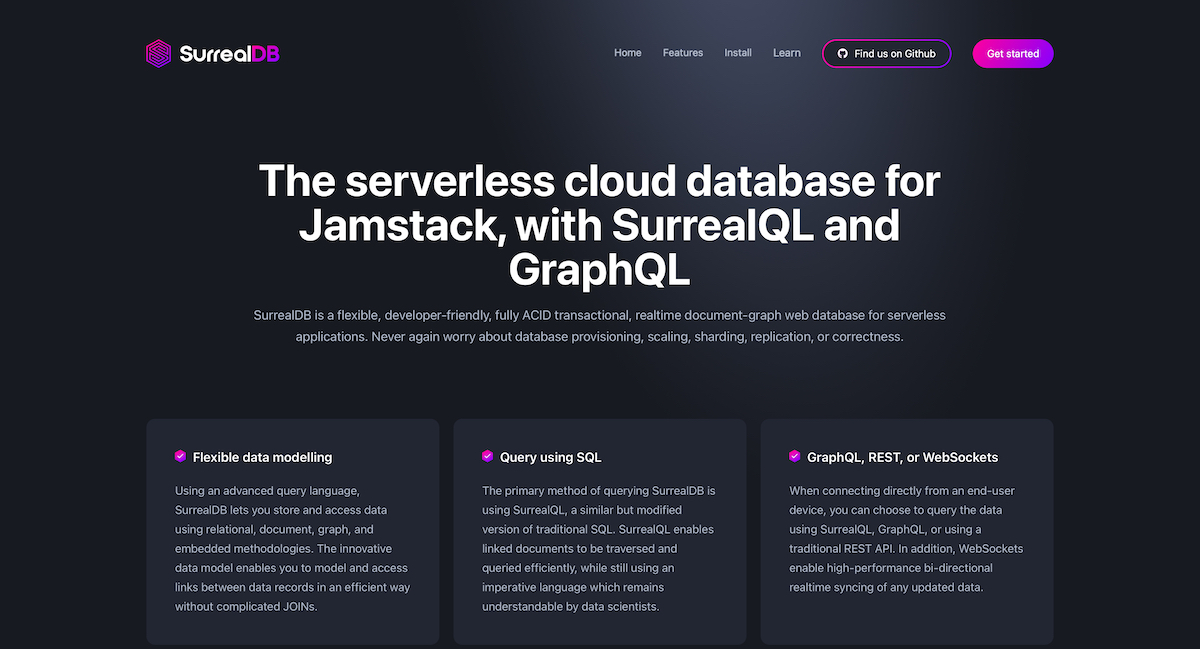 SurrealDB
Home
Features
Install
Learn
Find us on Github
Get started
The serverless cloud database for
Jamstack, with SurrealQL and
GraphQL
SurrealDB is a flexible, developer-friendly, fully ACID transactional, realtime document-graph web database for serverless
applications. Never again worry about database provisioning, scaling, sharding, replication, or correctness.
Flexible data modelling
Using an advanced query language,
SurrealDB lets you store and access data
using relational, document, graph, and
embedded methodologies. The innovative
data model enables you to model and access
links between data records in an efficient way
without complicated JOINs.
Query using SQL
The primary method of querying SurrealDB is
using SurrealQL, a similar but modified
version of traditional SQL. SurrealQL enables
linked documents to be traversed and
queried efficiently, while still using an
imperative language which remains
understandable by data scientists.
GraphQL, REST, or WebSockets
When connecting directly from an end-user
device, you can choose to query the data
using SurrealQL, GraphQL, or using a
traditional REST API. In addition, WebSockets
enable high-performance bi-directional
realtime syncing of any updated data.